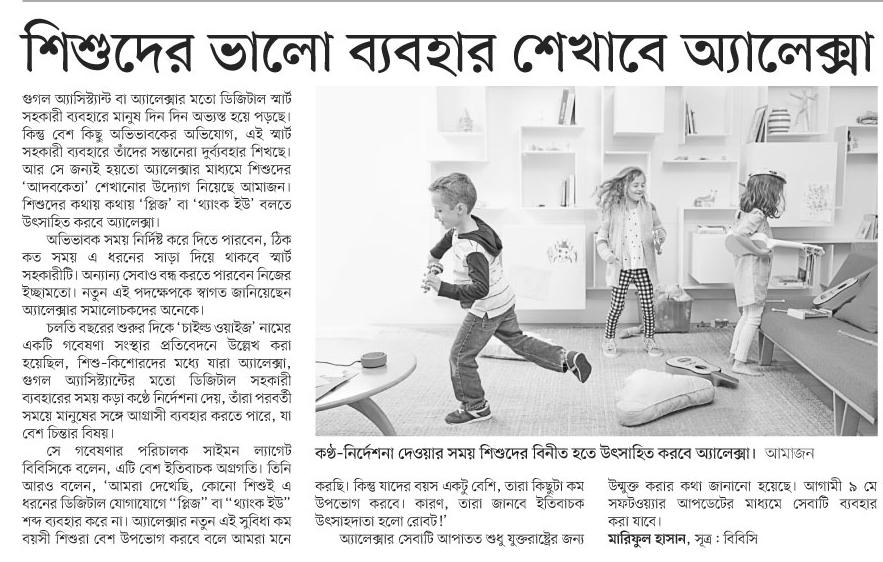 শিশুদের ভালো ব্যবহার শেখাবে অ্যালেক্সা
গুগল অ্যাসিস্ট্যান্ট বা অ্যালেক্সার মতো ডিজিটাল স্মার্ট
সহকারী ব্যবহারে মানুষ দিন দিন অভ্যস্ত হয়ে পড়ছে।
কিন্তু বেশ কিছু অভিভাবকের অভিযোগ, এই স্মার্ট
সহকারী ব্যবহারে তাঁদের সন্তানেরা দুর্ব্যবহার শিখছে।
আর সে জন্যই হয়তো অ্যালেক্সার মাধ্যমে শিশুদের
‘আদবকেতা’ শেখানোর উদ্যোগ নিয়েছে আমাজন।
শিশুদের কথায় কথায় ‘প্লিজ’ বা ‘থ্যাংক ইউ’ বলতে
উৎসাহিত করবে অ্যালেক্সা।
অভিভাবক সময় নির্দিষ্ট করে দিতে পারবেন, ঠিক
কত সময় এ ধরনের সাড়া দিয়ে থাকবে স্মার্ট
সহকারীটি। অন্যান্য সেবাও বন্ধ করতে পারবেন নিজের
ইচ্ছামতো। নতুন এই পদক্ষেপকে স্বাগত জানিয়েছেন
অ্যালেক্সার সমালোচকদের অনেকে।
চলতি বছরের শুরুর দিকে ‘চাইল্ড ওয়াইজ’ নামের
একটি গবেষণা সংস্থার প্রতিবেদনে উল্লেখ করা
হয়েছিল, শিশু-কিশোরদের মধ্যে যারা অ্যালেক্সা,
গুগল অ্যাসিস্ট্যান্টের মতো ডিজিটাল সহকারী
ব্যবহারের সময় কড়া কণ্ঠে নির্দেশনা দেয়, তাঁরা পরবর্তী
সময়ে মানুষের সঙ্গে আগ্রাসী ব্যবহার করতে পারে, যা
বেশ চিন্তার বিষয়।
সে গবেষণার পরিচালক সাইমন ল্যাগেট
বিবিসিকে বলেন, এটি বেশ ইতিবাচক অগ্রগতি। তিনি
আরও বলেন, ‘আমরা দেখেছি, কোনো শিশুই এ
ধরনের ডিজিটাল যোগাযোগে “প্লিজ” বা “থ্যাংক ইউ”
শব্দ ব্যবহার করে না। অ্যালেক্সার নতুন এই সুবিধা কম
বয়সী শিশুরা বেশ উপভোগ করবে বলে আমরা মনে
কণ্ঠ-নির্দেশনা দেওয়ার সময় শিশুদের বিনীত হতে উৎসাহিত করবে অ্যালেক্সা। আমাজন
করছি। কিন্তু যাদের বয়স একটু বেশি, তারা কিছুটা কম
উপভোগ করবে। কারণ, তারা জানবে ইতিবাচক
উৎসাহদাতা হলো রোবট!’
অ্যালেক্সার সেবাটি আপাতত শুধু যুক্তরাষ্ট্রের জন্য
উন্মুক্ত করার কথা জানানো হয়েছে। আগামী ৯ মে
সফটওয়্যার আপডেটের মাধ্যমে সেবাটি ব্যবহার
করা যাবে।
মারিফুল হাসান, সূত্র : বিবিসি